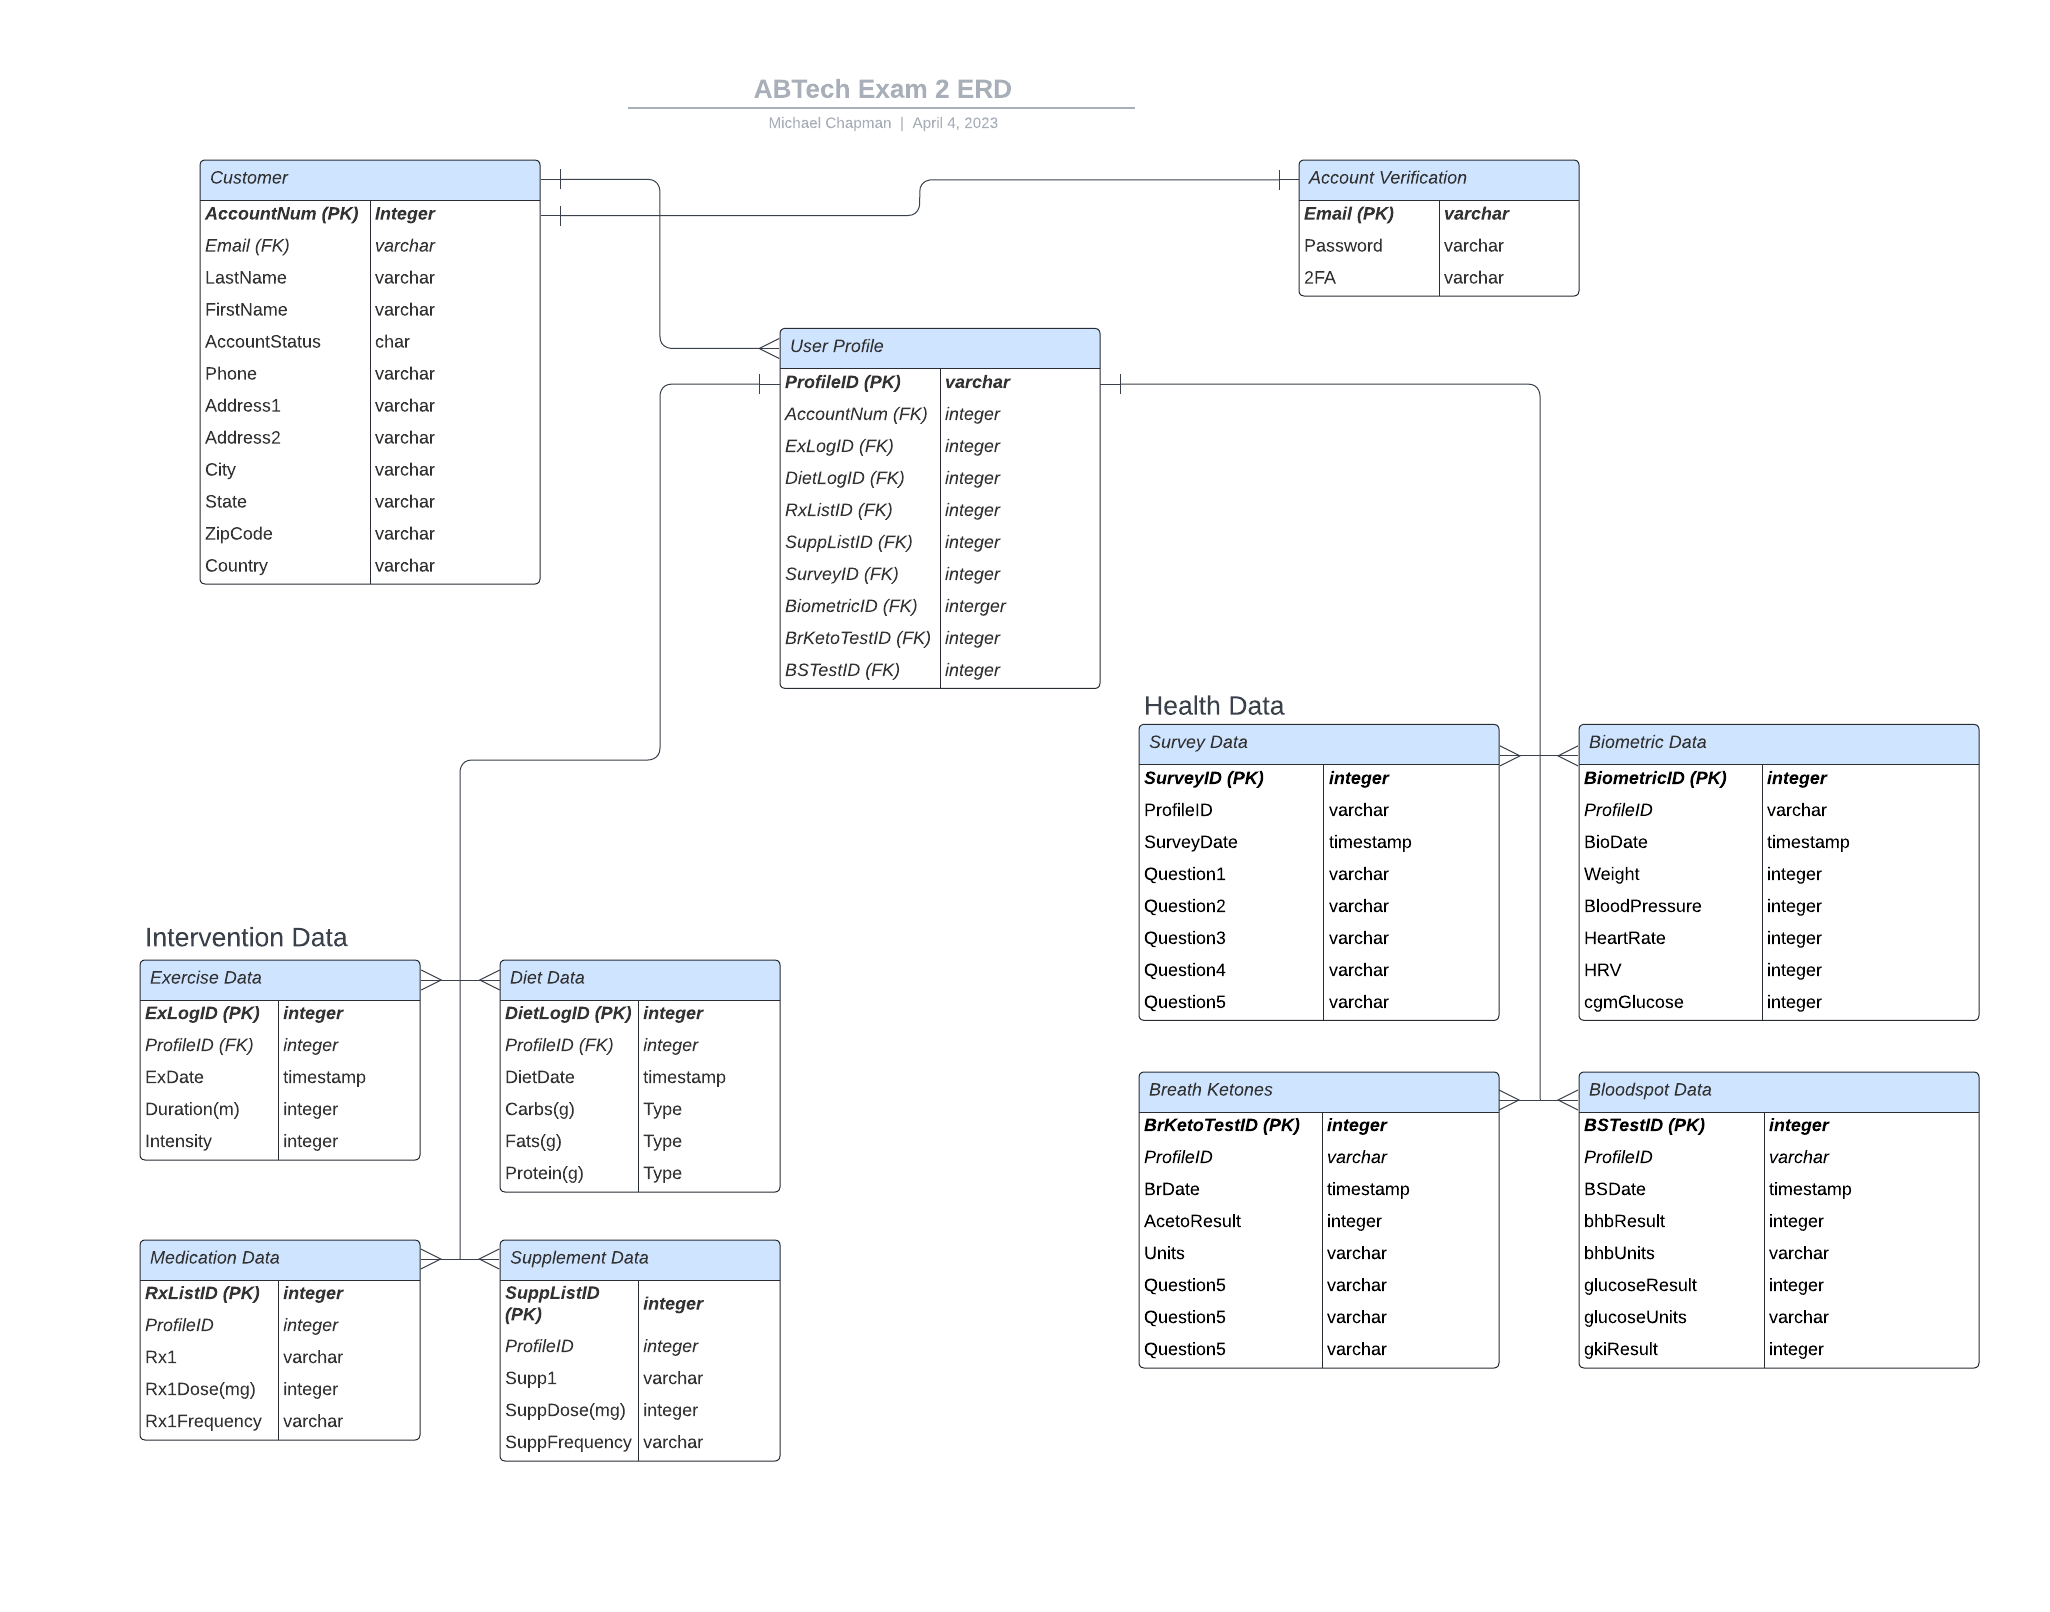 ABTech Exam 2 ERD
Michael Chapman | April 4, 2023
Customer
AccountNum (PK) Integer
Email (FK) varchar
LastName varchar
FirstName varchar
AccountStatus char
Phone varchar
Address1 varchar
Address2 varchar
City varchar
State varchar
ZipCode varchar
Country varchar
Account Verification
Email (PK) varchar
Password varchar
2FA varchar
User Profile
ProfileID (PK) varchar
AccountNum (FK) integer
ExLogID (FK) integer
DietLogID (FK) integer
RxListID (FK) integer
SuppListID (FK) integer
SurveyID (FK) integer
BiometricID (FK) interger
BrKetoTestID (FK) integer
BSTestID (FK) integer
Health Data
Survey Data
SurveyID (PK) integer
ProfileID varchar
SurveyDate timestamp
Question1 varchar
Question2 varchar
Question3 varchar
Question4 varchar
Question5 varchar
Biometric Data
BiometricID (PK) integer
ProfileID varchar
BioDate timestamp
Weight integer
BloodPressure integer
HeartRate integer
HRV integer
cgmGlucose integer
Breath Ketones
BrKetoTestID (PK) integer
ProfileID varchar
BrDate timestamp
AcetoResult integer
Units varchar
Question5 varchar
Question5 varchar
Question5 varchar
Bloodspot Data
BSTestID (PK) integer
ProfileID varchar
BSDate timestamp
bhbResult integer
bhbUnits varchar
glucoseResult integer
glucoseUnits varchar
gkiResult integer
Intervention Data
Exercise Data
ExLogID (PK) integer
ProfileID (FK) integer
ExDate timestamp
Duration(m) integer
Intensity integer
Diet Data
DietLogID (PK) integer
ProfileID (FK) integer
DietDate timestamp
Carbs(g) Type
Fats(g) Type
Protein(g) Type
Medication Data
RxListID (PK) integer
ProfileID integer
Rx1 varchar
Rx1Dose(mg) integer
Rx1Frequency varchar
Supplement Data
SuppListID
(PK) integer
ProfileID integer
Supp1 varchar
SuppDose(mg) integer
SuppFrequency varchar